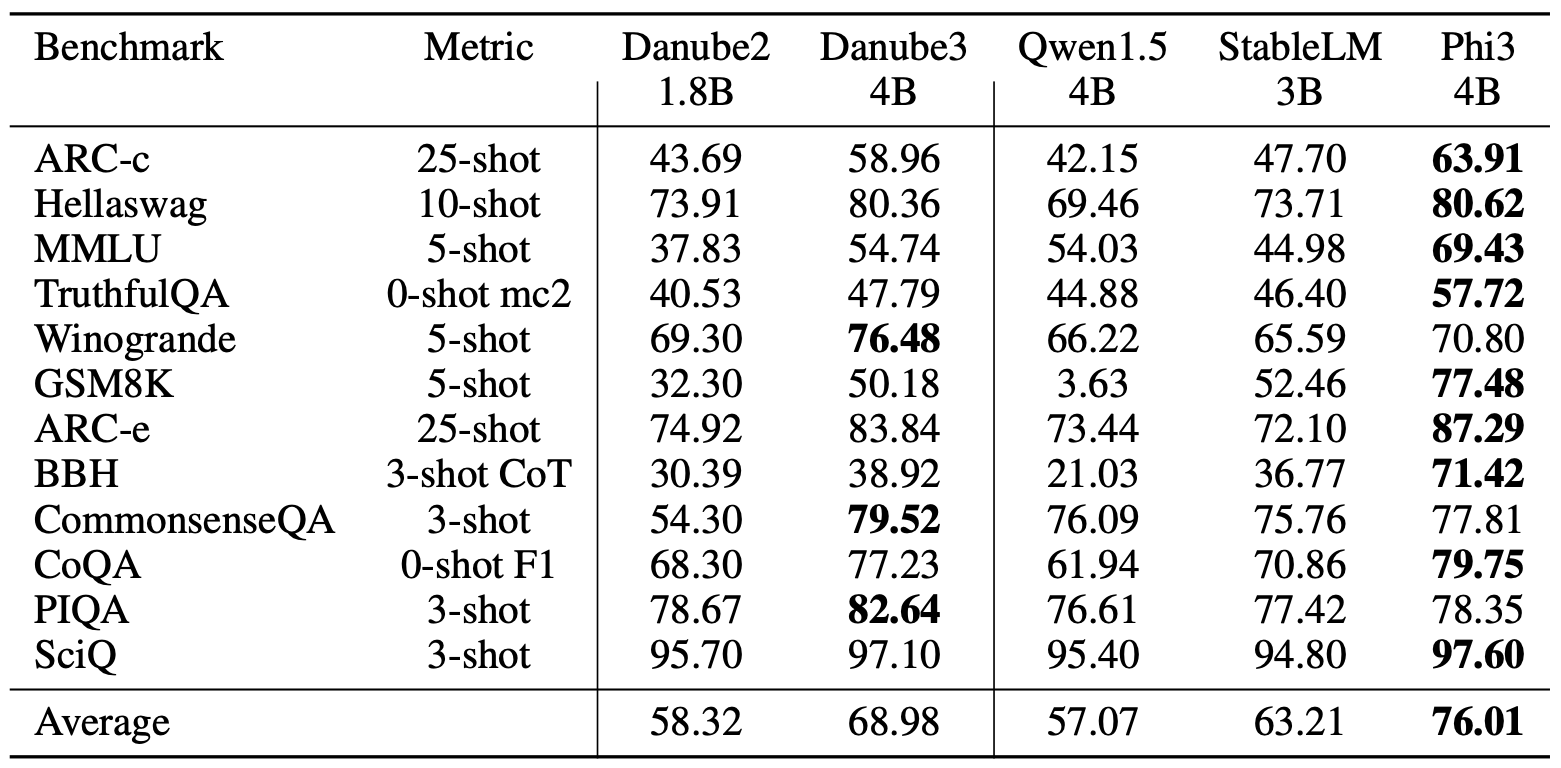 Benchmark Metric Danube2 Danube3 Qwen1.5 StableLM Phi3
1.8B 4B 4B 3B 4B
ARC-c 25-shot 43.69 58.96 42.15 47.70 63.91
Hellaswag 10-shot 73.91 80.36 69.46 73.71 80.62
MMLU 5-shot 37.83 54.74 54.03 44.98 69.43
TruthfulQA 0-shot mc2 40.53 47.79 44.88 46.40 57.72
Winogrande 5-shot 69.30 76.48 66.22 65.59 70.80
GSM8K 5-shot 32.30 50.18 3.63 52.46 77.48
ARC-e 25-shot 74.92 83.84 73.44 72.10 87.29
BBH 3-shot CoT 30.39 38.92 21.03 36.77 71.42
CommonsenseQA 3-shot 54.30 79.52 76.09 75.76 77.81
CoQA 0-shot F1 68.30 77.23 61.94 70.86 79.75
PIQA 3-shot 78.67 82.64 76.61 77.42 78.35
SciQ 3-shot 95.70 97.10 95.40 94.80 97.60
Average 58.32 68.98 57.07 63.21 76.01